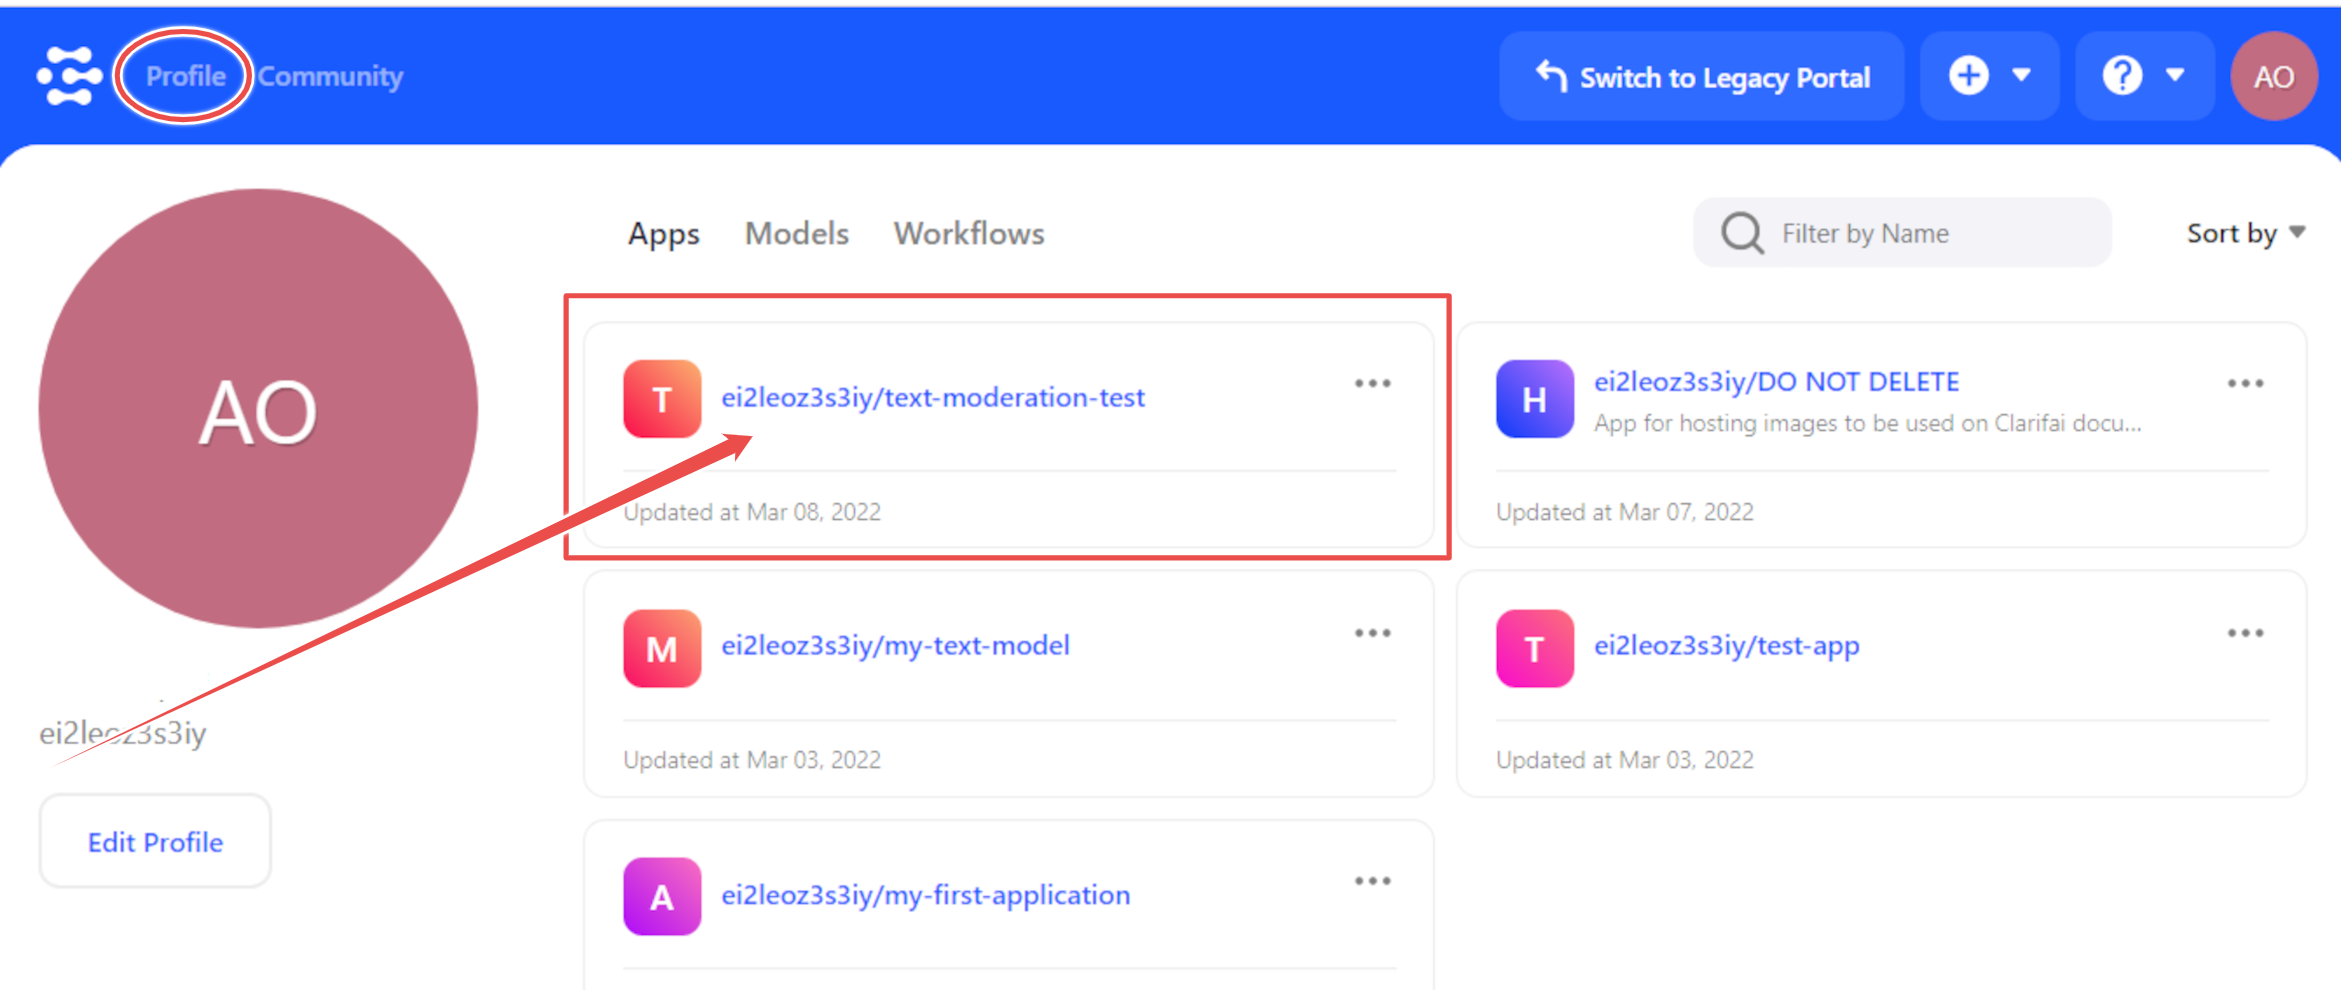 Profile Community Switch to Legacy Portal ? AO
AO
ei2leoz3s3iy
Edit Profile
Apps Models Workflows Filter by Name Sort by
T ei2leoz3s3iy/text-moderation-test
Updated at Mar 08, 2022
H ei2leoz3s3iy/DO NOT DELETE
App for hosting images to be used on Clarifai docu...
Updated at Mar 07, 2022
M ei2leoz3s3iy/my-text-model
Updated at Mar 03, 2022
T ei2leoz3s3iy/test-app
Updated at Mar 03, 2022
A ei2leoz3s3iy/my-first-application